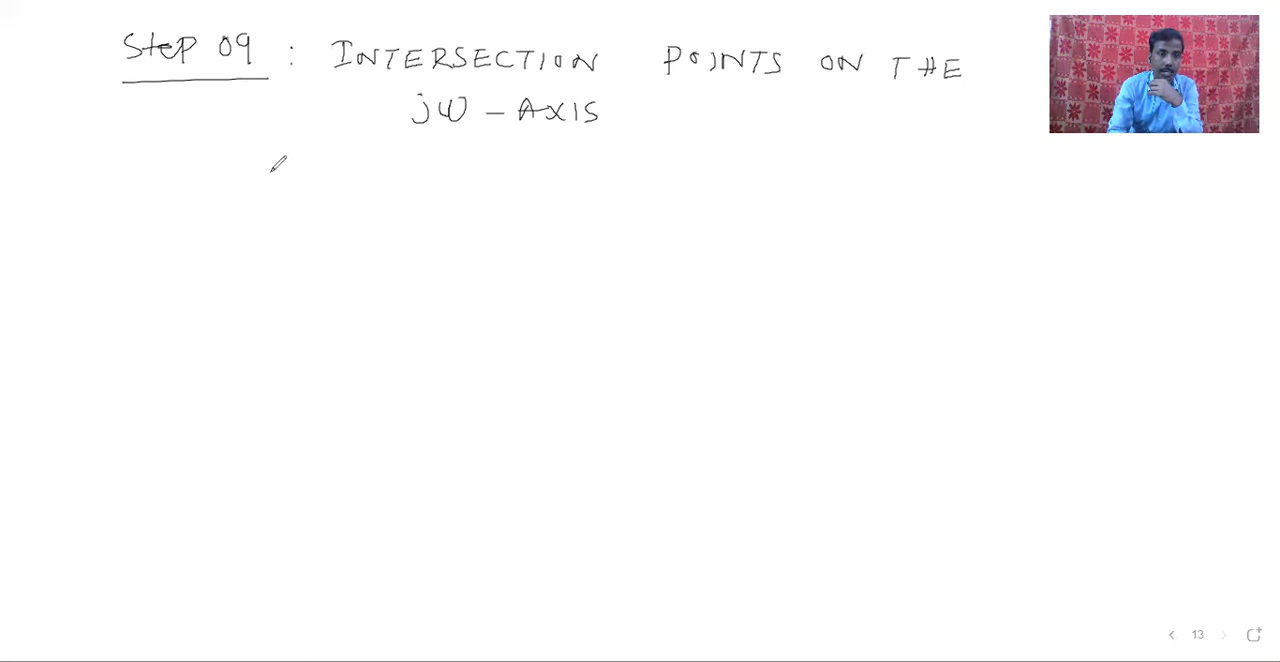 Step 09 : INTERSECTION POINTS ON THE
jω - AXIS
13